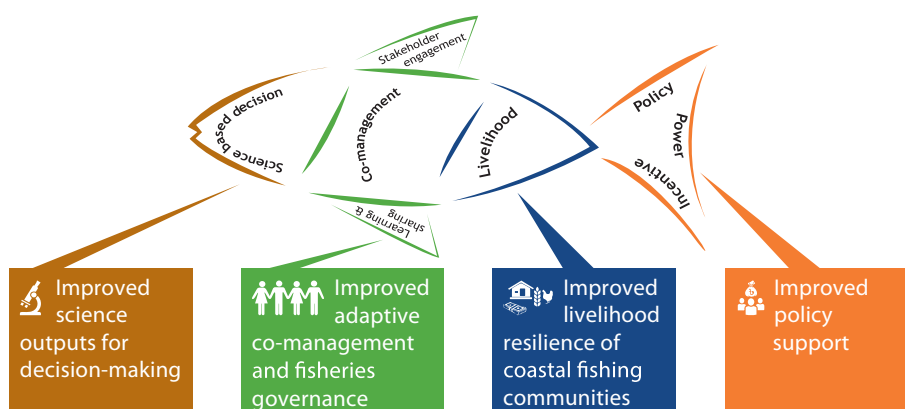 Stakeholder
engagement
Science based decision
Co-management
Livelihood
Policy
Power
Incentive
Learning &
sharing
Improved
science
outputs for
decision-making
Improved
adaptive
co-management
and fisheries
governance
Improved
livelihood
resilience of
coastal fishing
communities
Improved
policy
support